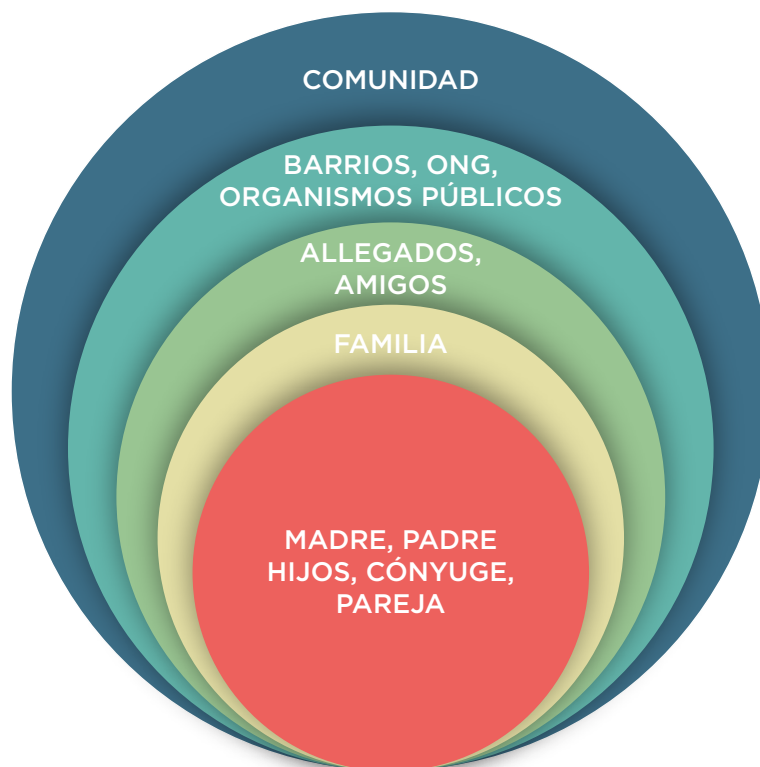 COMUNIDAD
BARRIOS, ONG,
ORGANISMOS PÚBLICOS
ALLEGADOS,
AMIGOS
FAMILIA
MADRE, PADRE
HIJOS, CÓNYUGE,
PAREJA